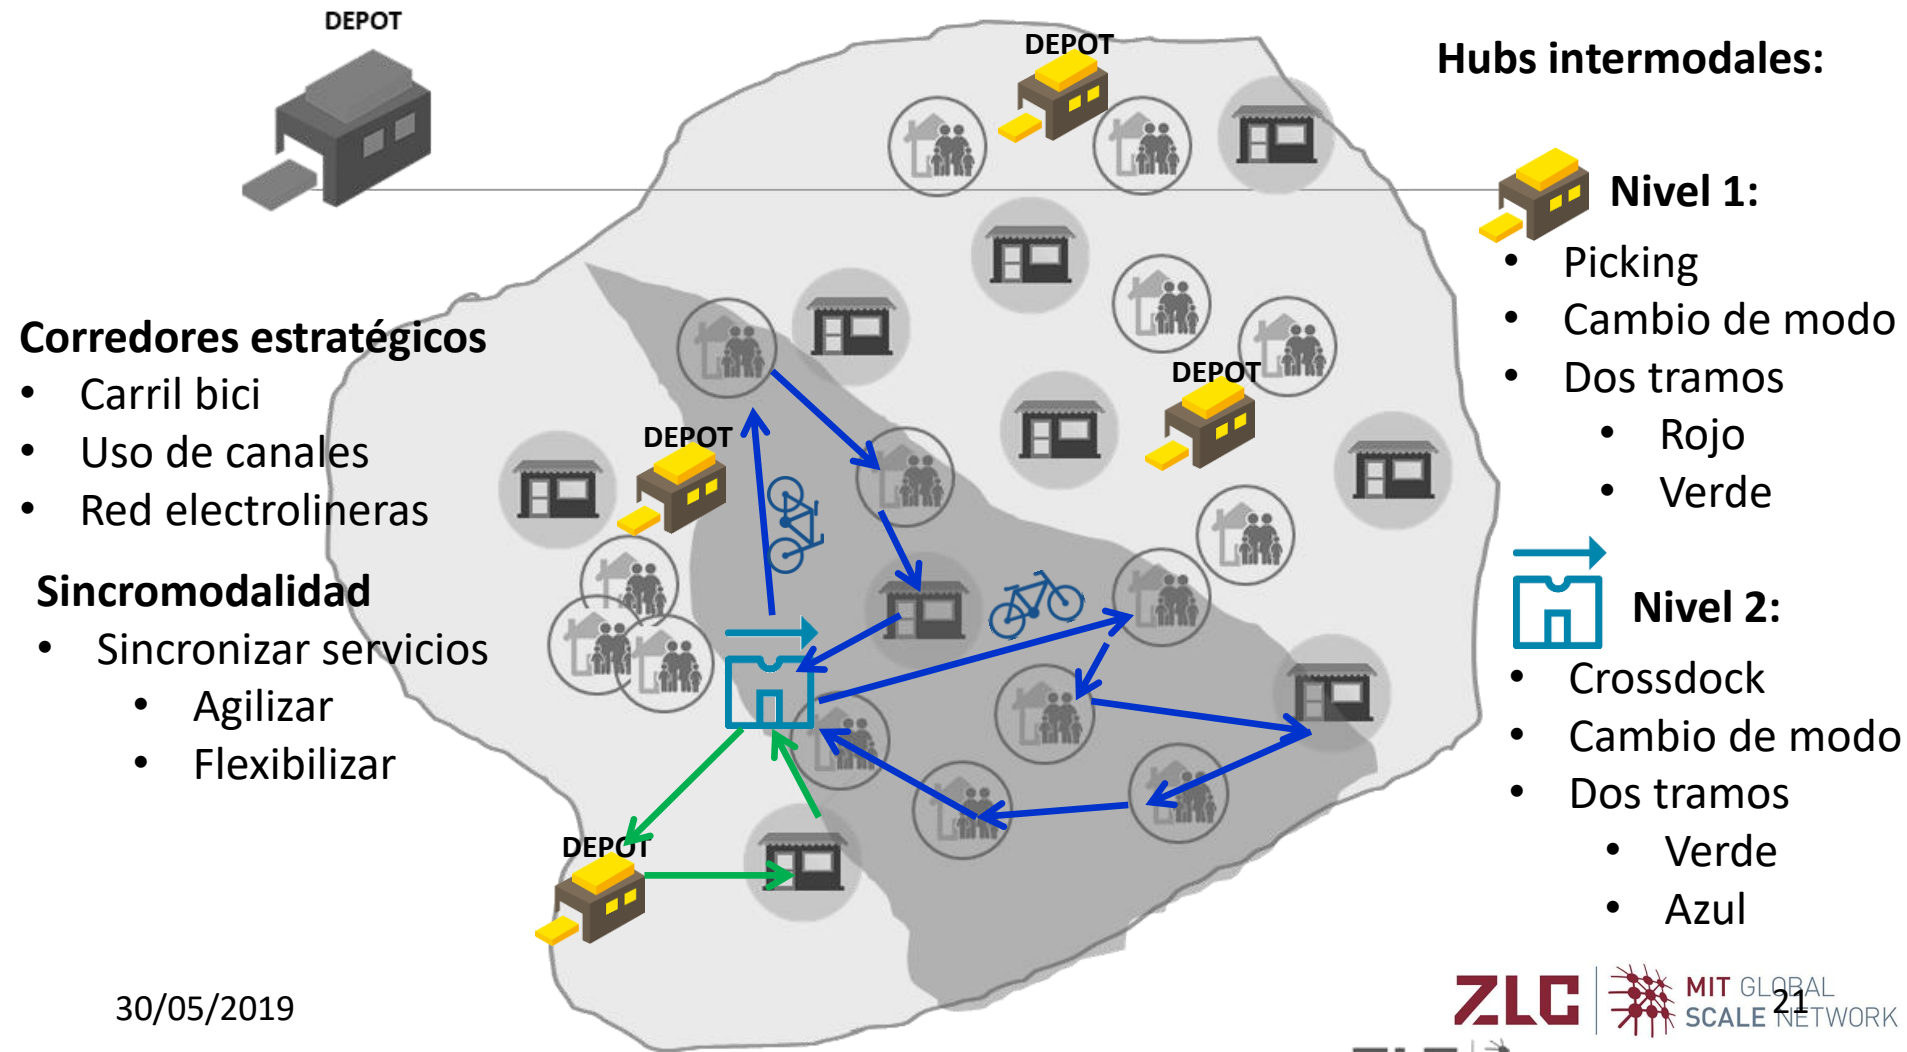 DEPOT
DEPOT
Hubs intermodales:
Nivel 1:
• Picking
• Cambio de modo
• Dos tramos
• Rojo
• Verde
Corredores estratégicos
• Carril bici
• Uso de canales
• Red electrolineras
DEPOT
DEPOT
Sincromodalidad
• Sincronizar servicios
• Agilizar
• Flexibilizar
Nivel 2:
• Crossdock
• Cambio de modo
• Dos tramos
• Verde
• Azul
DEPOT
30/05/2019
ZLC
MIT GLOBAL
SCALE NETWORK
21